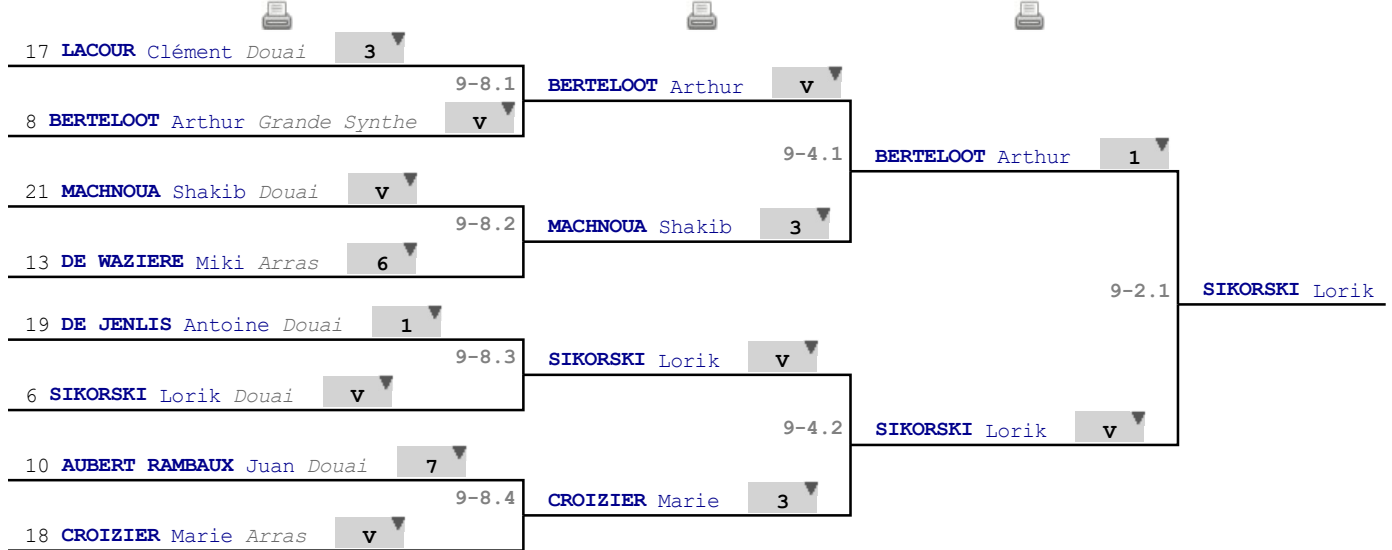 17 LACOUR Clément Douai 3
9-8.1 BERTELOOT Arthur V
8 BERTELOOT Arthur Grande Synthe V
9-4.1 BERTELOOT Arthur 1
21 MACHNOUA Shakib Douai V
9-8.2 MACHNOUA Shakib 3
13 DE WAZIERE Miki Arras 6
9-2.1 SIKORSKI Lorik
19 DE JENLIS Antoine Douai 1
9-8.3 SIKORSKI Lorik V
6 SIKORSKI Lorik Douai V
9-4.2 SIKORSKI Lorik V
10 AUBERT RAMBAUX Juan Douai 7
9-8.4 CROIZIER Marie 3
18 CROIZIER Marie Arras V